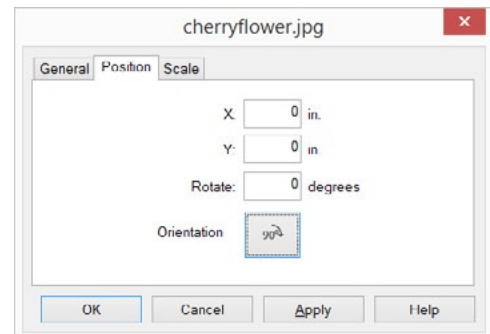 cherryflower.jpg
General Position Scale
X: 0 in.
Y: 0 in
Rotate: 0 degrees
Orientation 90
OK Cancel Apply Help